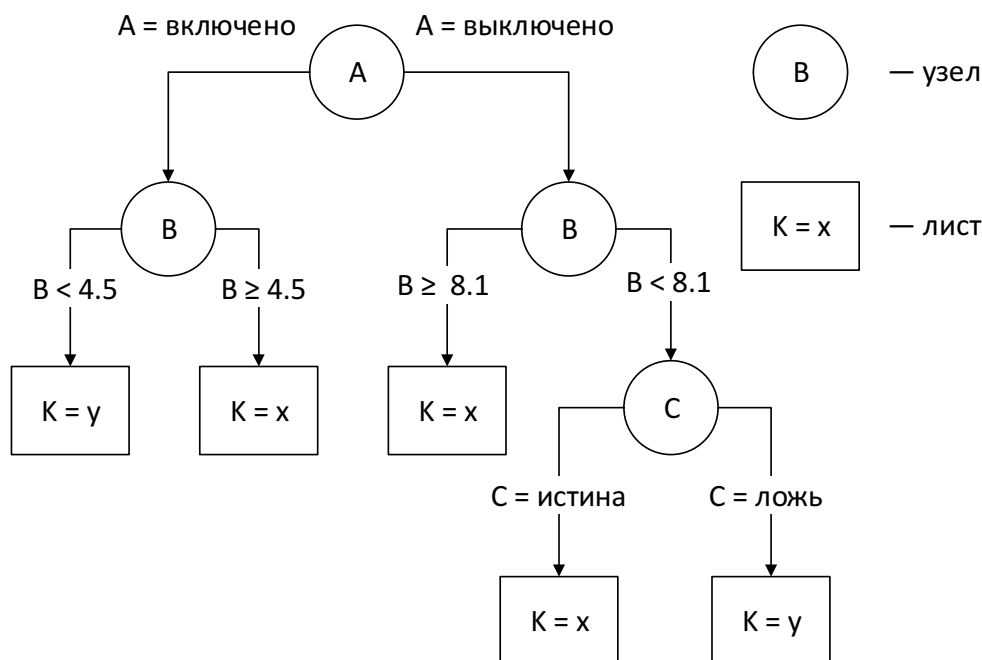 A = включено
A = выключено
A
B
— узел
B
B
K = x
— лист
B < 4.5
B ≥ 4.5
B ≥ 8.1
B < 8.1
K = y
K = x
K = x
C
C = истина
C = ложь
K = x
K = y